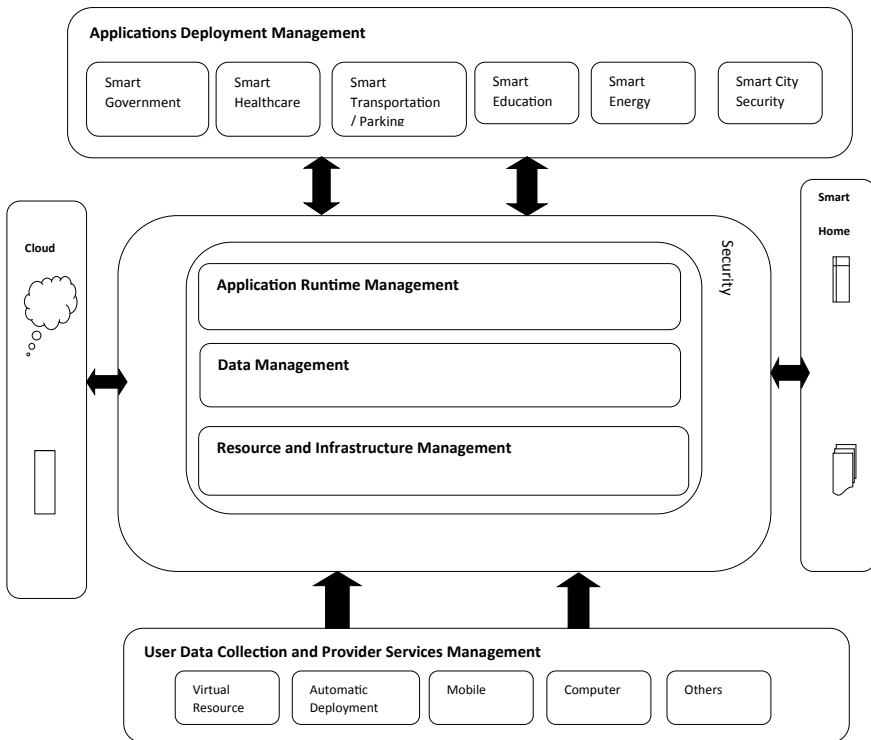 Applications Deployment Management
Smart
Government
Smart
Healthcare
Smart
Transportation
/ Parking
Smart
Education
Smart
Energy
Smart City
Security
Cloud
Security
Application Runtime Management
Data Management
Resource and Infrastructure Management
Smart
Home
User Data Collection and Provider Services Management
Virtual
Resource
Automatic
Deployment
Mobile
Computer
Others